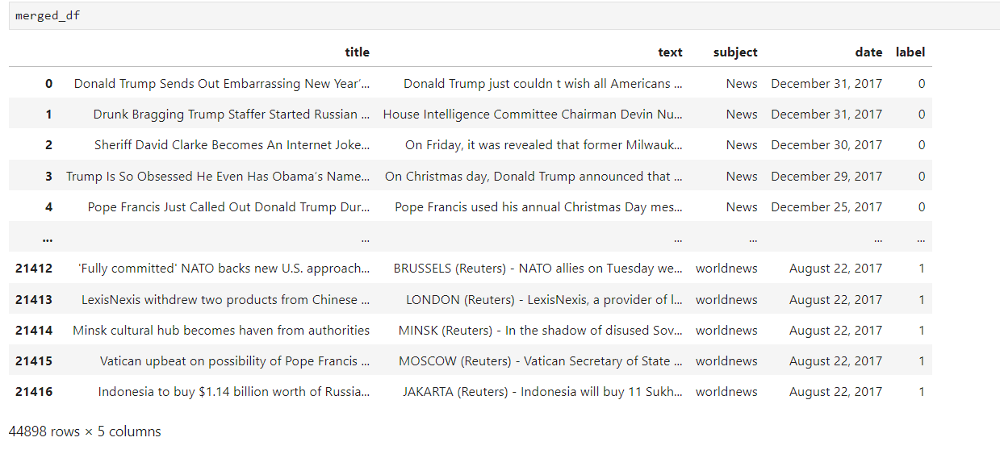 merged_df
title text subject date label
0 Donald Trump Sends Out Embarrassing New Year’... Donald Trump just couldn t wish all Americans ... News December 31, 2017 0
1 Drunk Bragging Trump Staffer Started Russian ... House Intelligence Committee Chairman Devin Nu... News December 31, 2017 0
2 Sheriff David Clarke Becomes An Internet Joke... On Friday, it was revealed that former Milwauk... News December 30, 2017 0
3 Trump Is So Obsessed He Even Has Obama’s Name... On Christmas day, Donald Trump announced that ... News December 29, 2017 0
4 Pope Francis Just Called Out Donald Trump Dur... Pope Francis used his annual Christmas Day mes... News December 25, 2017 0
... ... ... ... ... ...
21412 'Fully committed' NATO backs new U.S. approach... BRUSSELS (Reuters) - NATO allies on Tuesday we... worldnews August 22, 2017 1
21413 LexisNexis withdrew two products from Chinese ... LONDON (Reuters) - LexisNexis, a provider of l... worldnews August 22, 2017 1
21414 Minsk cultural hub becomes haven from authorities MINSK (Reuters) - In the shadow of disused Sov... worldnews August 22, 2017 1
21415 Vatican upbeat on possibility of Pope Francis ... MOSCOW (Reuters) - Vatican Secretary of State ... worldnews August 22, 2017 1
21416 Indonesia to buy $1.14 billion worth of Russia... JAKARTA (Reuters) - Indonesia will buy 11 Sukh... worldnews August 22, 2017 1
44898 rows × 5 columns